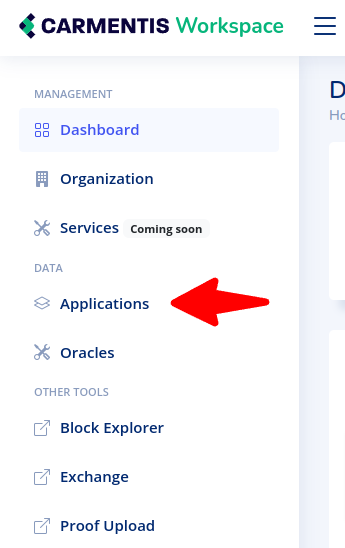 CARMENTIS Workspace
MANAGEMENT
Dashboard
Organization
Services Coming soon
DATA
Applications
Oracles
OTHER TOOLS
Block Explorer
Exchange
Proof Upload
D
Ho